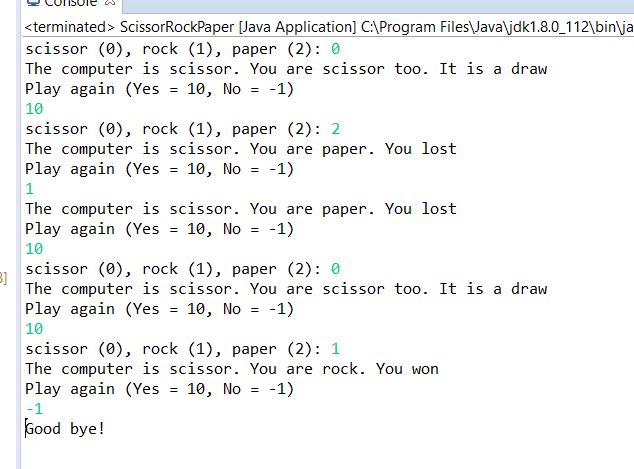 Console
<terminated> ScissorRockPaper [Java Application] C:\Program Files\Java\jdk1.8.0_112\bin\ja
scissor (0), rock (1), paper (2): 0
The computer is scissor. You are scissor too. It is a draw
Play again (Yes = 10, No = -1)
10
scissor (0), rock (1), paper (2): 2
The computer is scissor. You are paper. You lost
Play again (Yes = 10, No = -1)
1
The computer is scissor. You are paper. You lost
Play again (Yes = 10, No = -1)
10
scissor (0), rock (1), paper (2): 0
The computer is scissor. You are scissor too. It is a draw
Play again (Yes = 10, No = -1)
10
scissor (0), rock (1), paper (2): 1
The computer is scissor. You are rock. You won
Play again (Yes = 10, No = -1)
-1
Good bye!